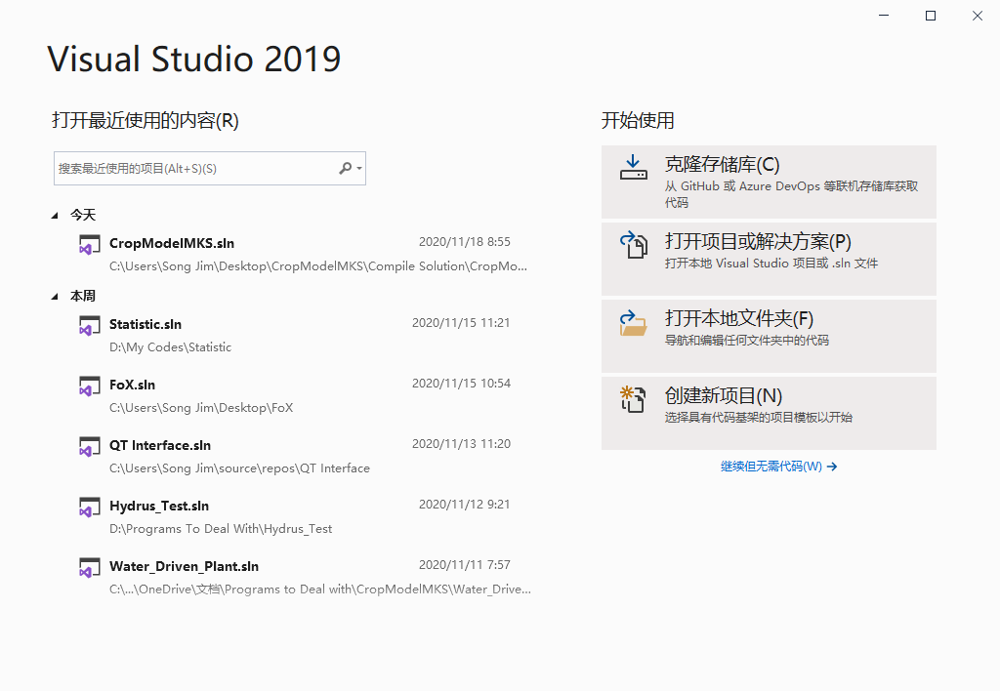 Visual Studio 2019
打开最近使用的内容(R)
搜索最近使用的项目(Alt+S)(S)
今天
CropModelMKS.sln
2020/11/18 8:55
C:\Users\Song Jim\Desktop\CropModelMKS\Compile Solution\CropMo...
本周
Statistic.sln
2020/11/15 11:21
D:\My Codes\Statistic
FoX.sln
2020/11/15 10:54
C:\Users\Song Jim\Desktop\FoX
QT Interface.sln
2020/11/13 11:20
C:\Users\Song Jim\source\repos\QT Interface
Hydrus_Test.sln
2020/11/12 9:21
D:\Programs To Deal With\Hydrus_Test
Water_Driven_Plant.sln
2020/11/11 7:57
C:\...\OneDrive\文档\Programs to Deal with\CropModelMKS\Water_Drive...
开始使用
克隆存储库(C)
从 GitHub 或 Azure DevOps 等联机存储库获取
代码
打开项目或解决方案(P)
打开本地 Visual Studio 项目或 .sln 文件
打开本地文件夹(F)
导航和编辑任何文件夹中的代码
创建新项目(N)
选择具有代码基架的项目模板以开始
继续但无需代码(W) →